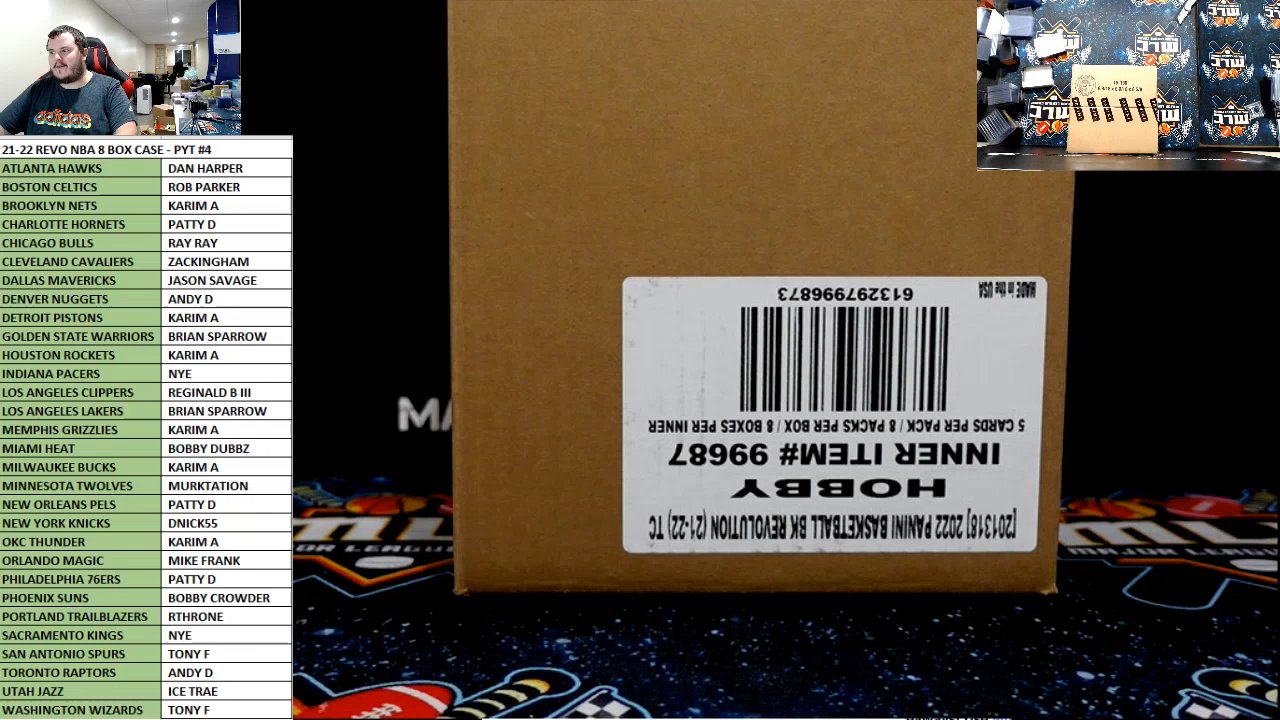 adidas
21-22 REVO NBA 8 BOX CASE - PYT #4
ATLANTA HAWKS DAN HARPER
BOSTON CELTICS ROB PARKER
BROOKLYN NETS KARIM A
CHARLOTTE HORNETS PATTY D
CHICAGO BULLS RAY RAY
CLEVELAND CAVALIERS ZACKINGHAM
DALLAS MAVERICKS JASON SAVAGE
DENVER NUGGETS ANDY D
DETROIT PISTONS KARIM A
GOLDEN STATE WARRIORS BRIAN SPARROW
HOUSTON ROCKETS KARIM A
INDIANA PACERS NYE
LOS ANGELES CLIPPERS REGINALD B III
LOS ANGELES LAKERS BRIAN SPARROW
MEMPHIS GRIZZLIES KARIM A
MIAMI HEAT BOBBY DUBBZ
MILWAUKEE BUCKS KARIM A
MINNESOTA TWOLVES MURKTATION
NEW ORLEANS PELS PATTY D
NEW YORK KNICKS DNICK55
OKC THUNDER KARIM A
ORLANDO MAGIC MIKE FRANK
PHILADELPHIA 76ERS PATTY D
PHOENIX SUNS BOBBY CROWDER
PORTLAND TRAILBLAZERS RTHRONE
SACRAMENTO KINGS NYE
SAN ANTONIO SPURS TONY F
TORONTO RAPTORS ANDY D
UTAH JAZZ ICE TRAE
WASHINGTON WIZARDS TONY F
[201318] 2022 PANINI BASKETBALL BK REVOLUTION (21-22) TC
HOBBY
INNER ITEM# 99687
5 CARDS PER PACK / 8 PACKS PER BOX / 8 BOXES PER INNER
613297996873
MADE in the USA